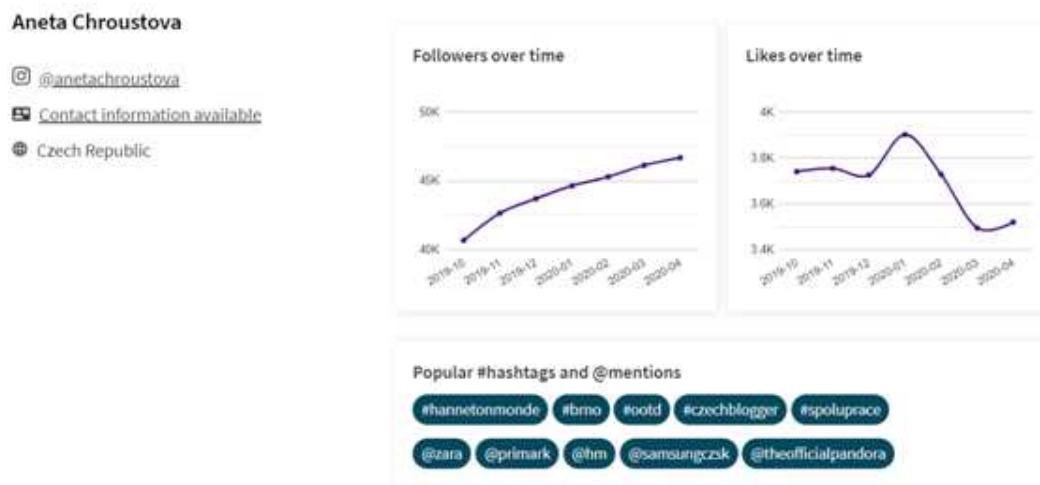 Aneta Chroustova
@anetachroustova
Contact information available
Czech Republic
Followers over time
50K
45K
40K
2019-10 2019-11 2019-12 2020-01 2020-02 2020-03 2020-04
Likes over time
4K
3.8K
3.6K
3.4K
2019-10 2019-11 2019-12 2020-01 2020-02 2020-03 2020-04
Popular #hashtags and @mentions
#hannetonmonde #brno #ootd #czechblogger #spoluprace
@zara @primark @hm @samsungczsk @theofficialpandora